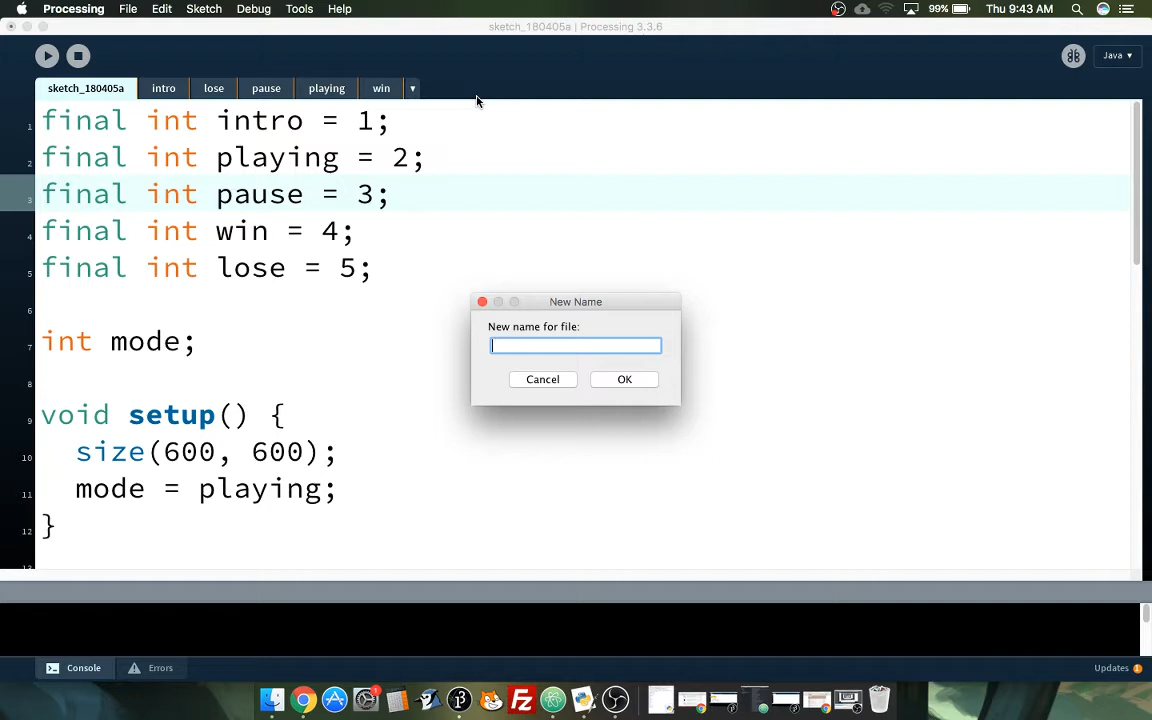 Processing File Edit Sketch Debug Tools Help 99% Thu 9:43 AM
sketch_180405a | Processing 3.3.6
Java ▾
sketch_180405a intro lose pause playing win ▾
1 final int intro = 1;
2 final int playing = 2;
3 final int pause = 3;
4 final int win = 4;
5 final int lose = 5;
6
7 int mode;
8
9 void setup() {
10 size(600, 600);
11 mode = playing;
12 }
New Name
New name for file:
Cancel OK
Console Errors Updates 1